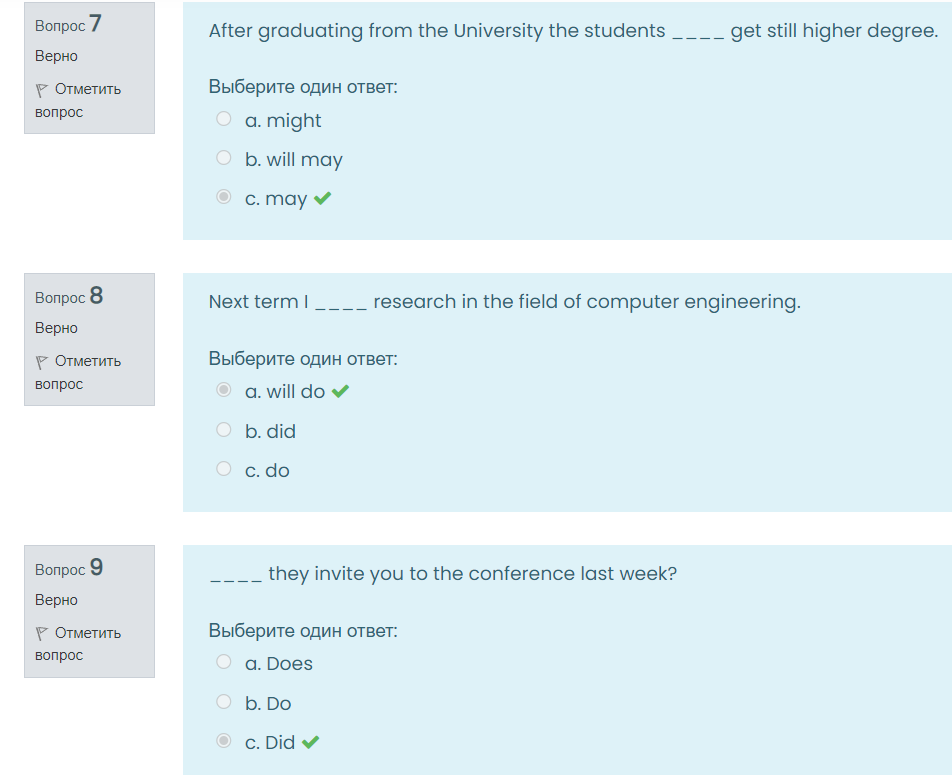 Вопрос 7
Верно
Отметить
вопрос
After graduating from the University the students _ _ _ _ get still higher degree.
Выберите один ответ:
a. might
b. will may
c. may
Вопрос 8
Верно
Отметить
вопрос
Next term I _ _ _ _ research in the field of computer engineering.
Выберите один ответ:
a. will do
b. did
c. do
Вопрос 9
Верно
Отметить
вопрос
_ _ _ _ they invite you to the conference last week?
Выберите один ответ:
a. Does
b. Do
c. Did